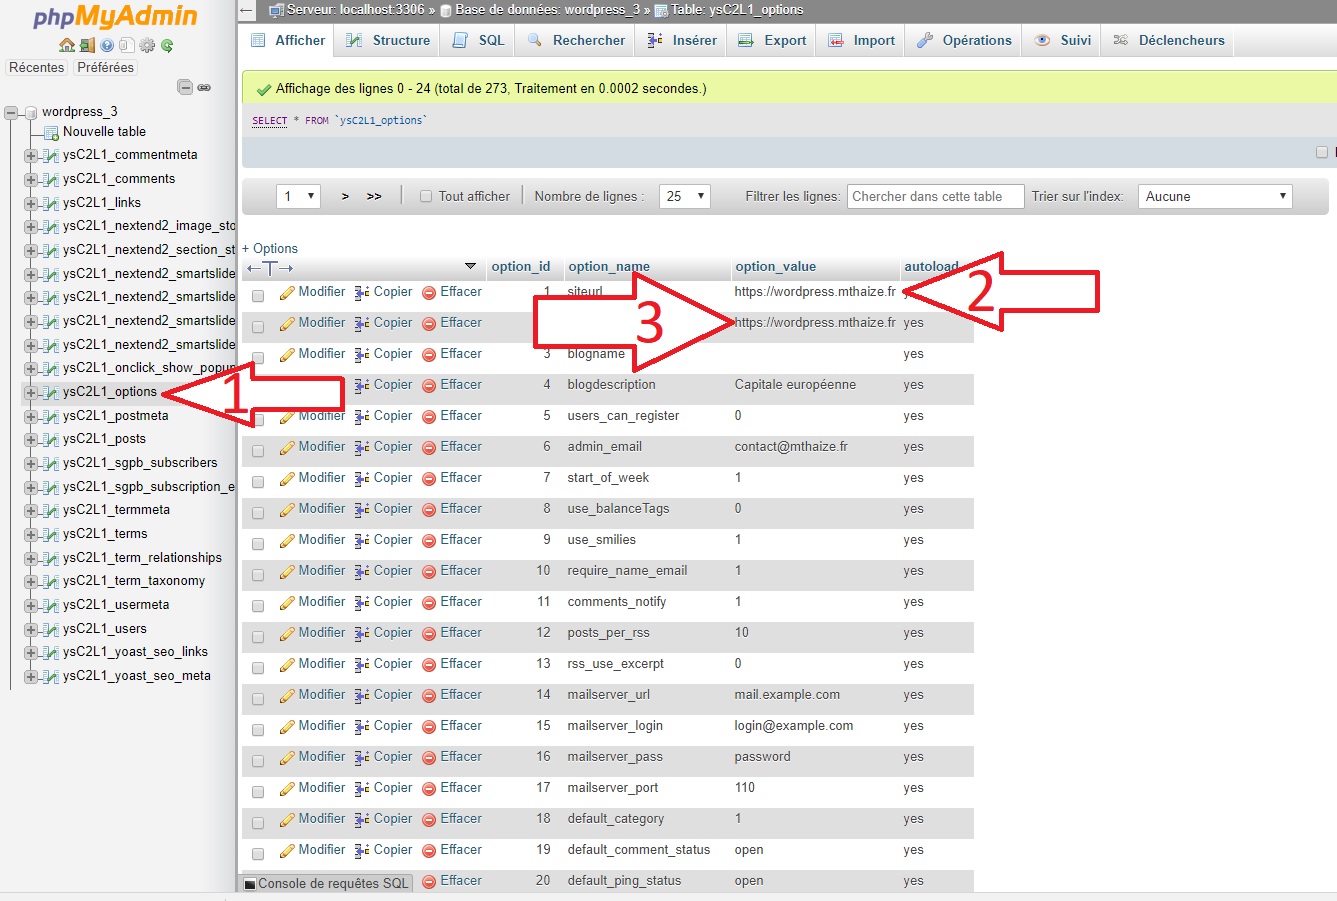 phpMyAdmin
Récentes Préférées
wordpress_3
Nouvelle table
ysC2L1_commentmeta
ysC2L1_comments
ysC2L1_links
ysC2L1_nextend2_image_sto
ysC2L1_nextend2_section_st
ysC2L1_nextend2_smartslide
ysC2L1_nextend2_smartslide
ysC2L1_nextend2_smartslide
ysC2L1_nextend2_smartslide
ysC2L1_onclick_show_popup
ysC2L1_options
ysC2L1_postmeta
ysC2L1_posts
ysC2L1_sgpb_subscribers
ysC2L1_sgpb_subscription_e
ysC2L1_termmeta
ysC2L1_terms
ysC2L1_term_relationships
ysC2L1_term_taxonomy
ysC2L1_usermeta
ysC2L1_users
ysC2L1_yoast_seo_links
ysC2L1_yoast_seo_meta
1
Serveur: localhost:3306 » Base de données: wordpress_3 » Table: ysC2L1_options
Afficher Structure SQL Rechercher Insérer Export Import Opérations Suivi Déclencheurs
Affichage des lignes 0 - 24 (total de 273, Traitement en 0.0002 secondes.)
SELECT * FROM `ysC2L1_options`
1 > >> Tout afficher Nombre de lignes : 25 Filtrer les lignes: Chercher dans cette table Trier sur l'index: Aucune
+ Options
←T→ option_id option_name option_value autoload
Modifier Copier Effacer 1 siteurl https://wordpress.mthaize.fr 2
Modifier Copier Effacer 3 https://wordpress.mthaize.fr yes
Modifier Copier Effacer 3 blogname yes
Copier Effacer 4 blogdescription Capitale européenne yes
Modifier Copier Effacer 5 users_can_register 0 yes
Modifier Copier Effacer 6 admin_email contact@mthaize.fr yes
Modifier Copier Effacer 7 start_of_week 1 yes
Modifier Copier Effacer 8 use_balanceTags 0 yes
Modifier Copier Effacer 9 use_smilies 1 yes
Modifier Copier Effacer 10 require_name_email 1 yes
Modifier Copier Effacer 11 comments_notify 1 yes
Modifier Copier Effacer 12 posts_per_rss 10 yes
Modifier Copier Effacer 13 rss_use_excerpt 0 yes
Modifier Copier Effacer 14 mailserver_url mail.example.com yes
Modifier Copier Effacer 15 mailserver_login login@example.com yes
Modifier Copier Effacer 16 mailserver_pass password yes
Modifier Copier Effacer 17 mailserver_port 110 yes
Modifier Copier Effacer 18 default_category 1 yes
Modifier Copier Effacer 19 default_comment_status open yes
Console de requêtes SQL Effacer 20 default_ping_status open yes